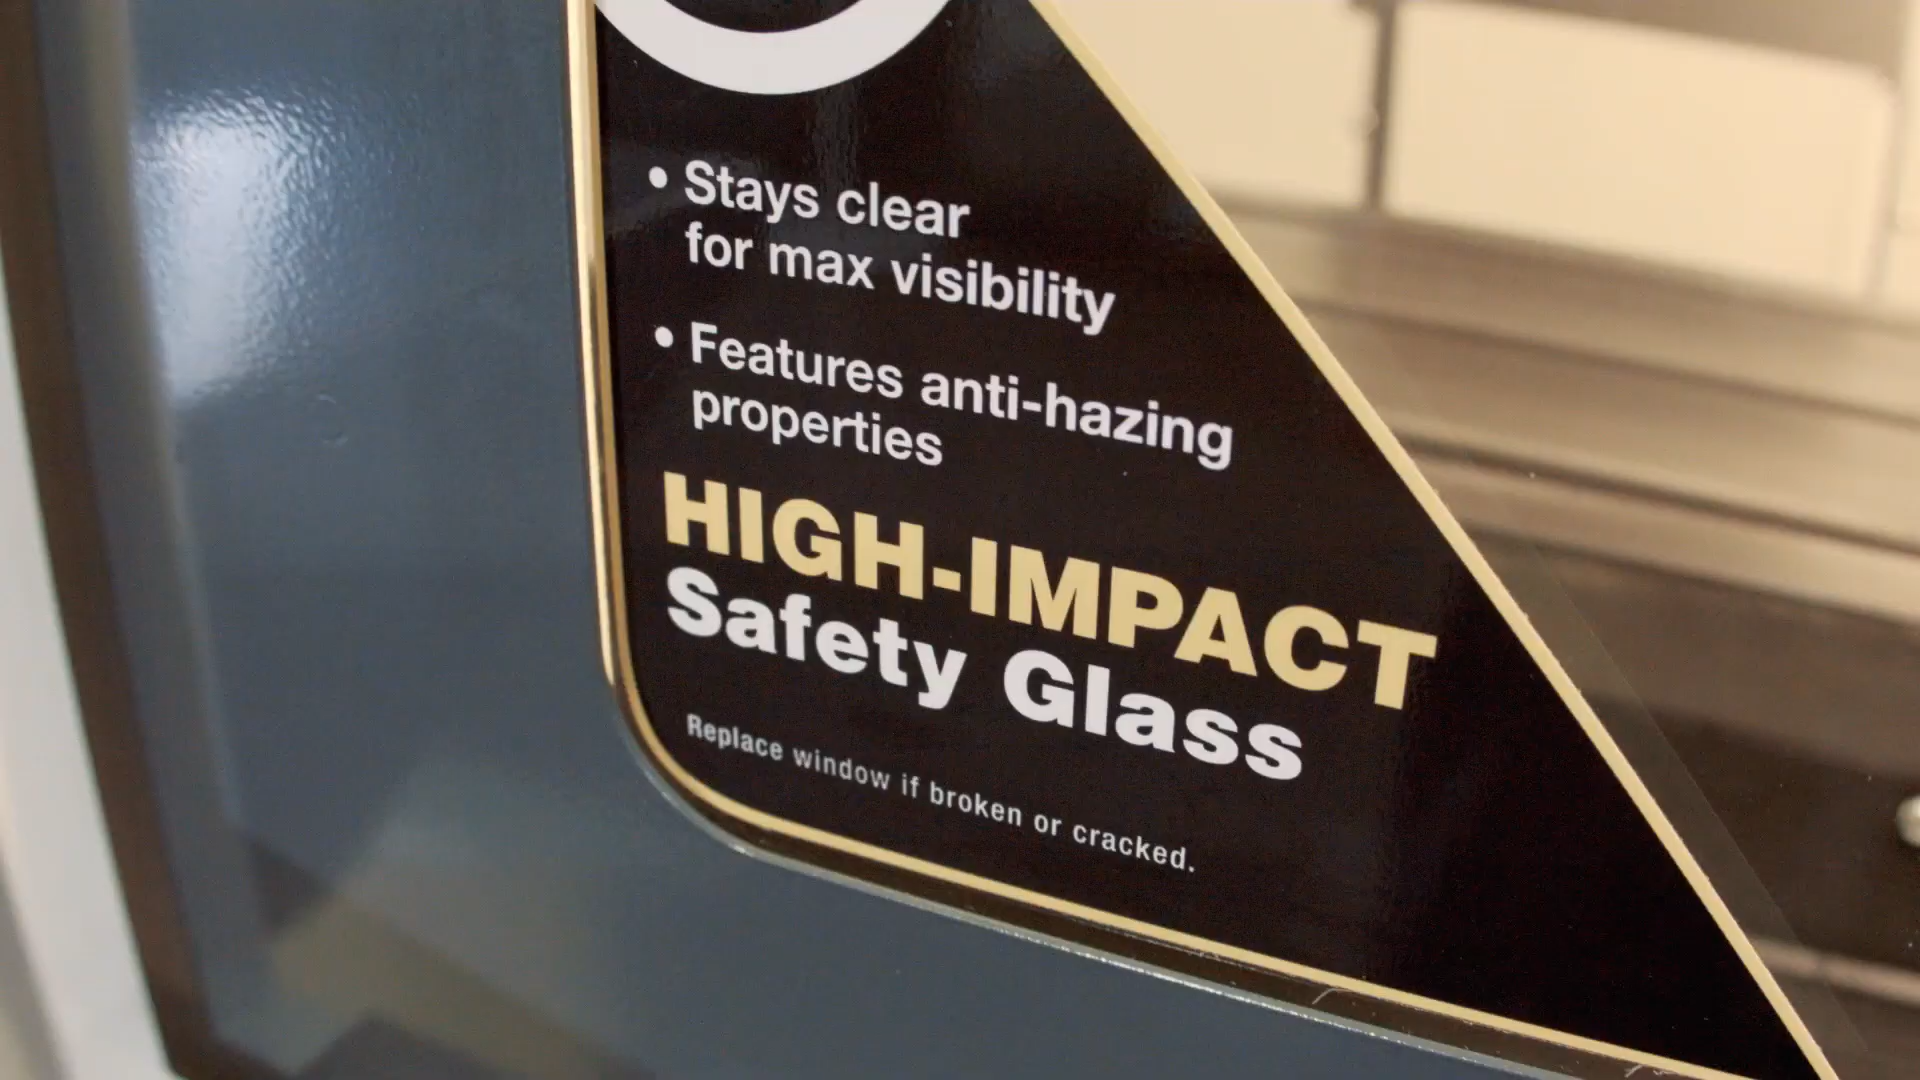 • Stays clear
for max visibility
• Features anti-hazing
properties
HIGH-IMPACT
Safety Glass
Replace window if broken or cracked.